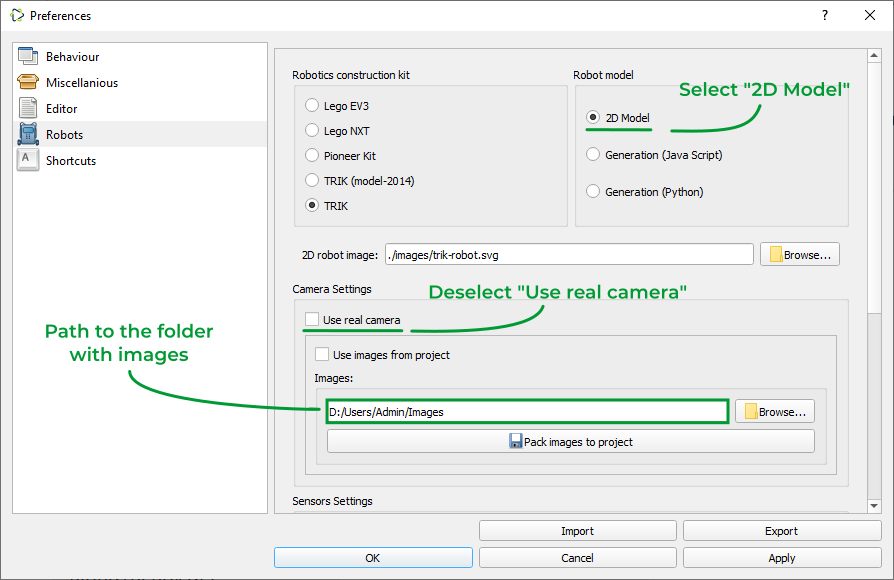 Preferences
?
Behaviour
Miscellanious
Editor
Robots
A
Shortcuts
Robotics construction kit
Lego EV3
Lego NXT
Pioneer Kit
TRIK (model-2014)
TRIK
Robot model
Select "2D Model"
2D Model
Generation (Java Script)
Generation (Python)
2D robot image:
./images/trik-robot.svg
Browse...
Camera Settings
Deselect "Use real camera"
Use real camera
Path to the folder
with images
Use images from project
Images:
D:/Users/Admin/Images
Browse...
Pack images to project
Sensors Settings
Import
Export
OK
Cancel
Apply